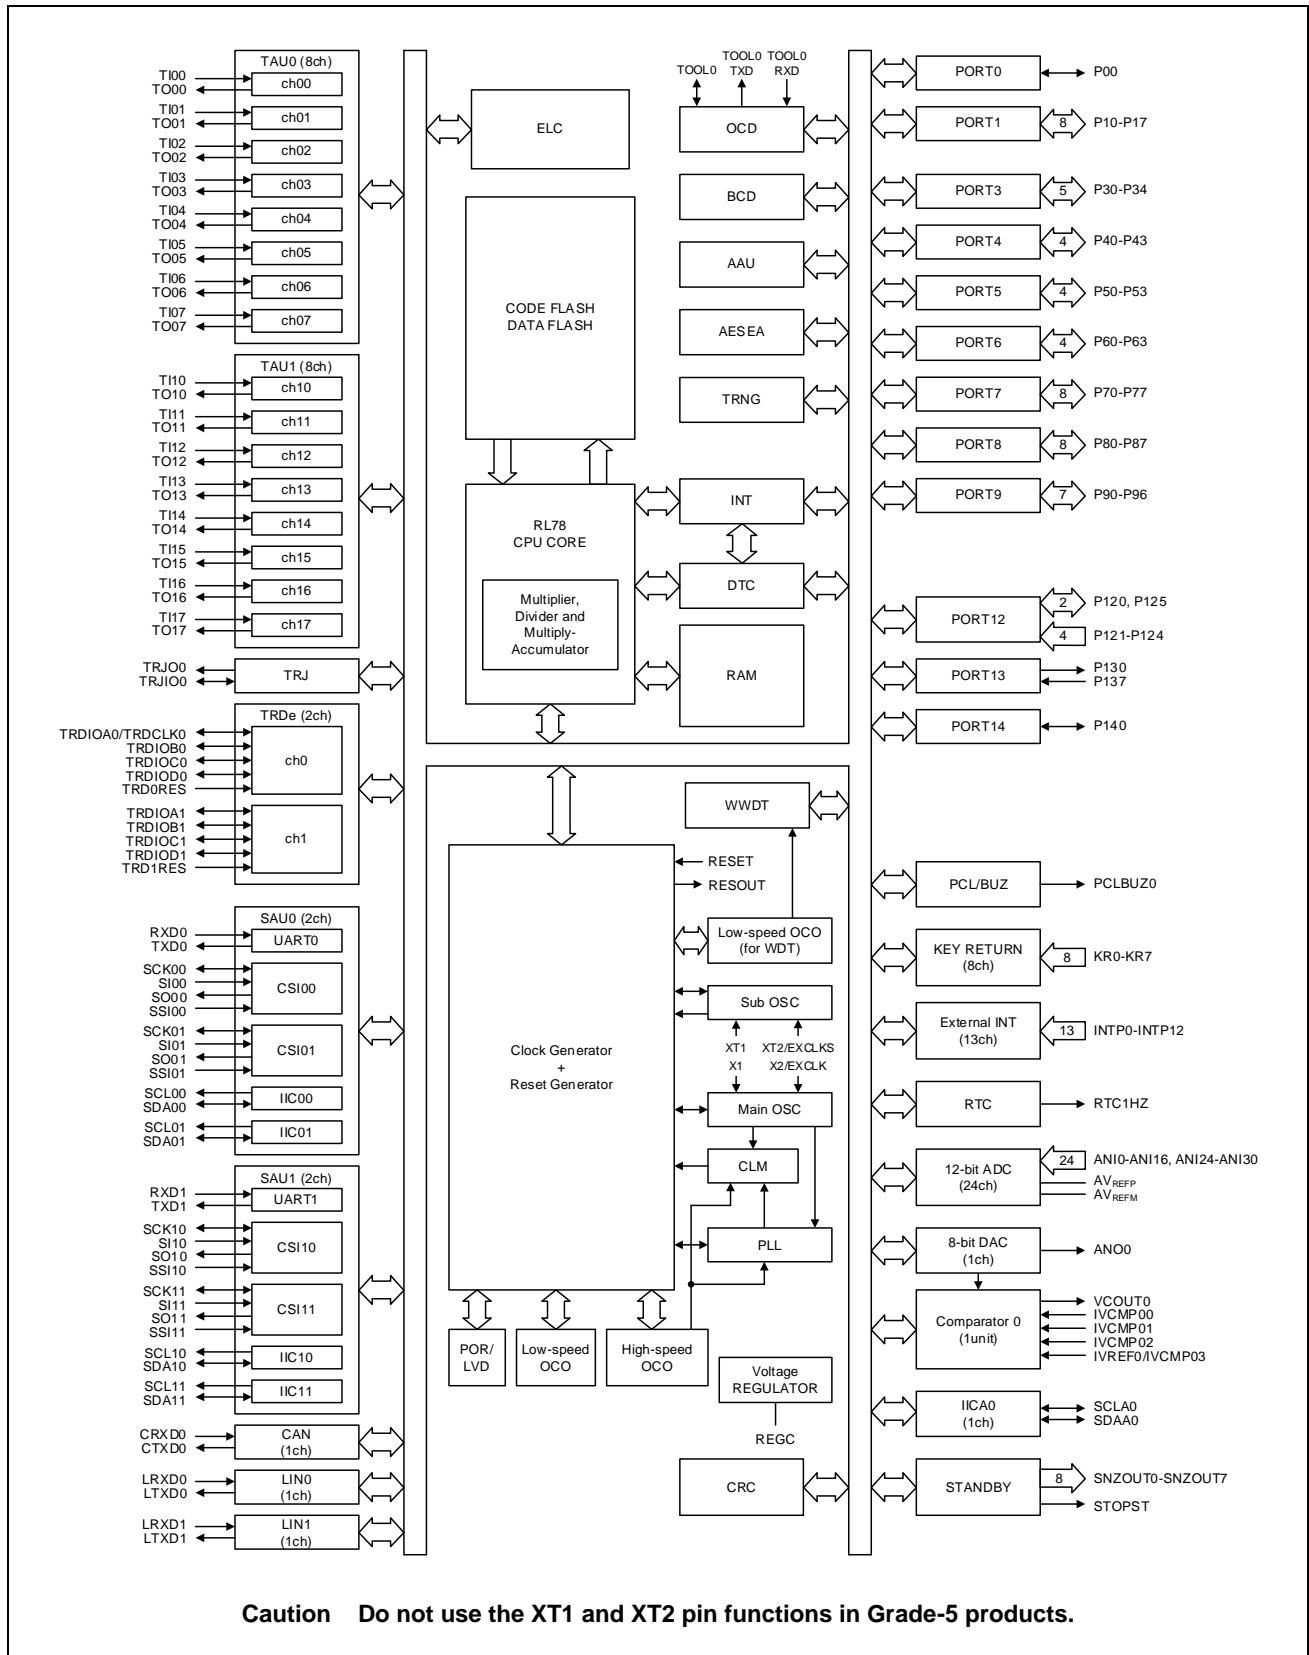 TAU0 (8ch)
TI00
TO00
ch00
TI01
TO01
ch01
TI02
TO02
ch02
TI03
TO03
ch03
TI04
TO04
ch04
TI05
TO05
ch05
TI06
TO06
ch06
TI07
TO07
ch07
TAU1 (8ch)
TI10
TO10
ch10
TI11
TO11
ch11
TI12
TO12
ch12
TI13
TO13
ch13
TI14
TO14
ch14
TI15
TO15
ch15
TI16
TO16
ch16
TI17
TO17
ch17
TRJO0
TRJIO0
TRJ
TRDe (2ch)
TRDIOA0/TRDCLK0
TRDIOB0
TRDIOC0
TRDIOD0
TRD0RES
ch0
TRDIOA1
TRDIOB1
TRDIOC1
TRDIOD1
TRD1RES
ch1
SAU0 (2ch)
RXD0
TXD0
UART0
SCK00
SI00
SO00
SSI00
CSI00
SCK01
SI01
SO01
SSI01
CSI01
SCL00
SDA00
IIC00
SCL01
SDA01
IIC01
SAU1 (2ch)
RXD1
TXD1
UART1
SCK10
SI10
SO10
SSI10
CSI10
SCK11
SI11
SO11
SSI11
CSI11
SCL10
SDA10
IIC10
SCL11
SDA11
IIC11
CRXD0
CTXD0
CAN
(1ch)
LRXD0
LTXD0
LIN0
(1ch)
LRXD1
LTXD1
LIN1
(1ch)
ELC
CODE FLASH
DATA FLASH
RL78
CPU CORE
Multiplier,
Divider and
Multiply-
Accumulator
TOOL0
TOOL0
TXD
TOOL0
RXD
OCD
BCD
AAU
AESEA
TRNG
INT
DTC
RAM
WWDT
RESET
RESOUT
Low-speed OCO
(for WDT)
Sub OSC
XT1 XT2/EXCLKS
X1 X2/EXCLK
Main OSC
CLM
PLL
Clock Generator
+
Reset Generator
POR/
LVD
Low-speed
OCO
High-speed
OCO
Voltage
REGULATOR
REGC
CRC
PORT0
P00
PORT1
8
P10-P17
PORT3
5
P30-P34
PORT4
4
P40-P43
PORT5
4
P50-P53
PORT6
4
P60-P63
PORT7
8
P70-P77
PORT8
8
P80-P87
PORT9
7
P90-P96
PORT12
2
P120, P125
4
P121-P124
PORT13
P130
P137
PORT14
P140
PCL/BUZ
PCLBUZ0
KEY RETURN
(8ch)
8
KR0-KR7
External INT
(13ch)
13
INTP0-INTP12
RTC
RTC1HZ
12-bit ADC
(24ch)
24
ANI0-ANI16, ANI24-ANI30
AVREFP
AVREFM
8-bit DAC
(1ch)
ANO0
Comparator 0
(1unit)
VCOUT0
IVCMP00
IVCMP01
IVCMP02
IVREF0/IVCMP03
IICA0
(1ch)
SCLA0
SDAA0
STANDBY
8
SNZOUT0-SNZOUT7
STOPST
Caution Do not use the XT1 and XT2 pin functions in Grade-5 products.